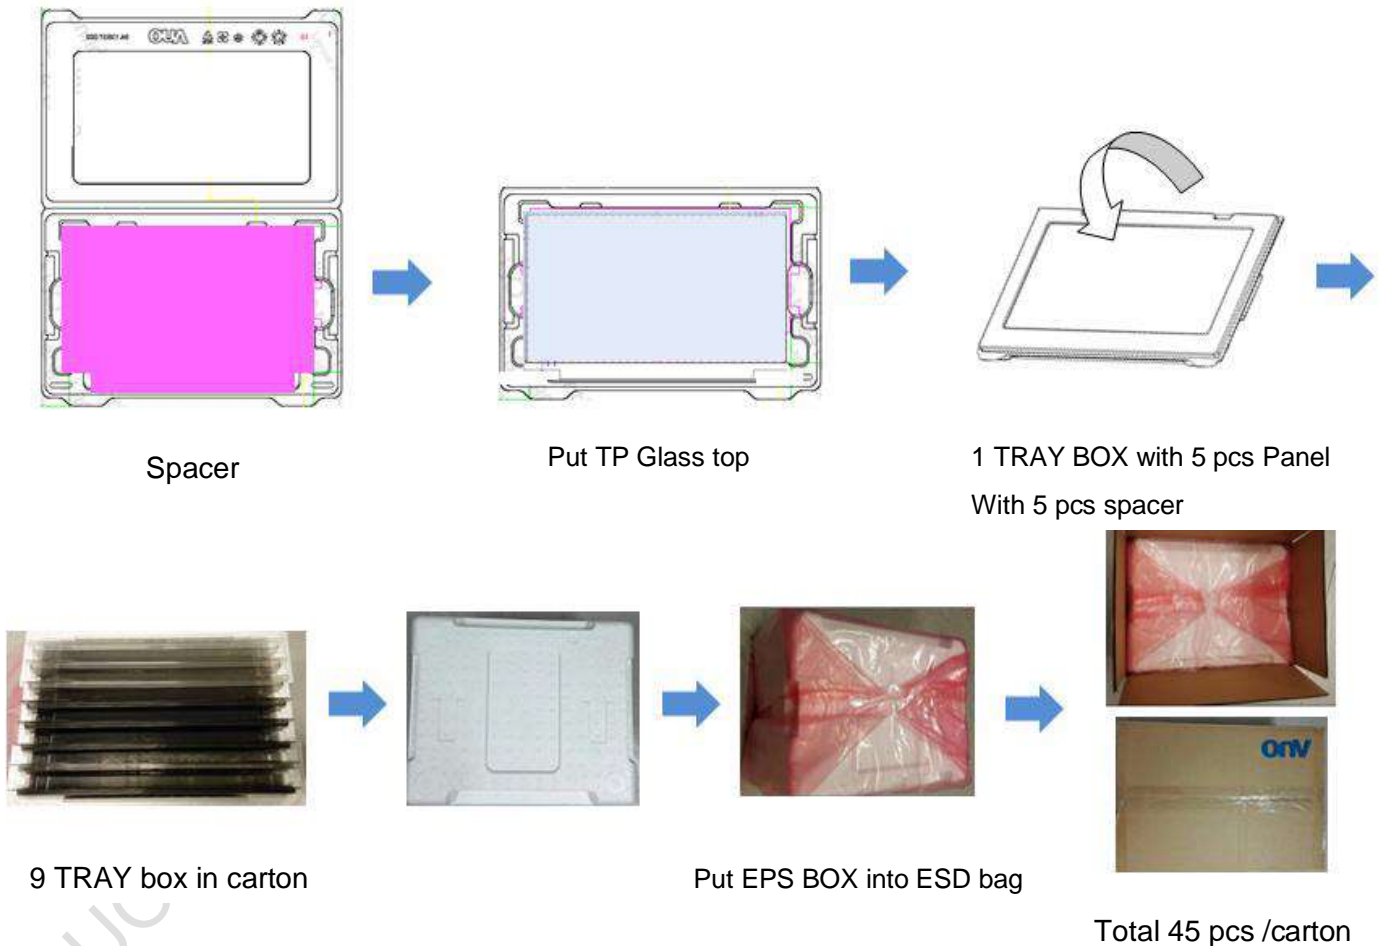 Spacer
Put TP Glass top
1 TRAY BOX with 5 pcs Panel
With 5 pcs spacer
9 TRAY box in carton
Put EPS BOX into ESD bag
Total 45 pcs /carton